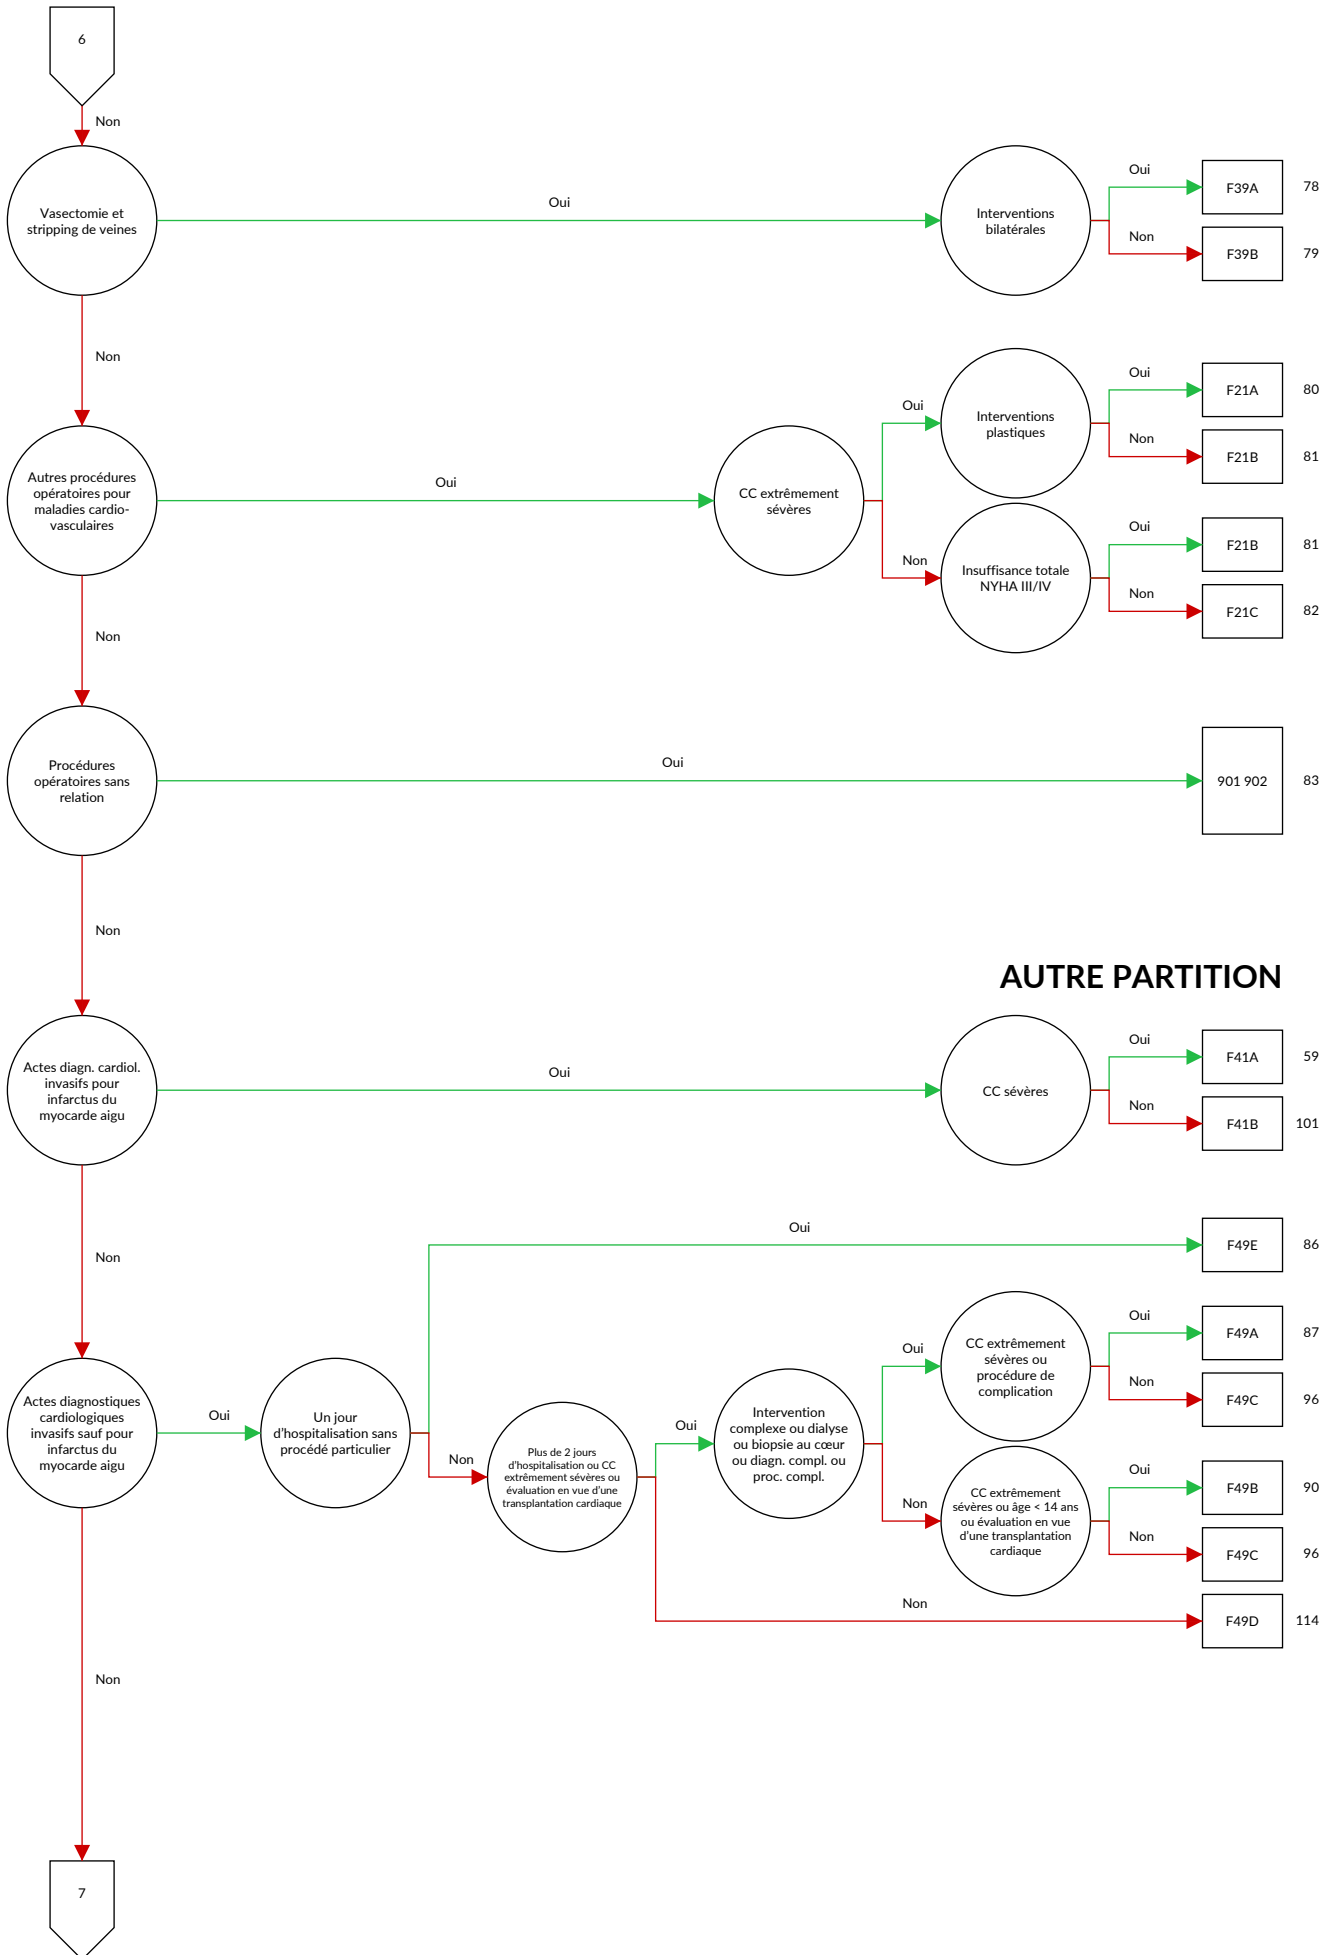 6
Non
Vasectomie et
stripping de veines
Oui
Interventions
bilatérales
Oui
F39A
78
Non
F39B
79
Non
Autres procédures
opératoires pour
maladies cardio-
vasculaires
Oui
CC extrêmement
sévères
Oui
Interventions
plastiques
Oui
F21A
80
Non
F21B
81
Non
Insuffisance totale
NYHA III/IV
Oui
F21B
81
Non
F21C
82
Non
Procédures
opératoires sans
relation
Oui
901 902
83
Non
AUTRE PARTITION
Actes diagn. cardiol.
invasifs pour
infarctus du
myocarde aigu
Oui
CC sévères
Oui
F41A
59
Non
F41B
101
Non
Actes diagnostiques
cardiologiques
invasifs sauf pour
infarctus du
myocarde aigu
Oui
Un jour
d'hospitalisation sans
procédé particulier
Oui
F49E
86
Non
Plus de 2 jours
d'hospitalisation ou CC
extrêmement sévères ou
évaluation en vue d'une
transplantation cardiaque
Oui
Intervention
complexe ou dialyse
ou biopsie au cœur
ou diagn. compl. ou
proc. compl.
Oui
CC extrêmement
sévères ou
procédure de
complication
Oui
F49A
87
Non
F49C
96
Non
CC extrêmement
sévères ou âge < 14 ans
ou évaluation en vue
d'une transplantation
cardiaque
Oui
F49B
90
Non
F49C
96
Non
F49D
114
Non
7